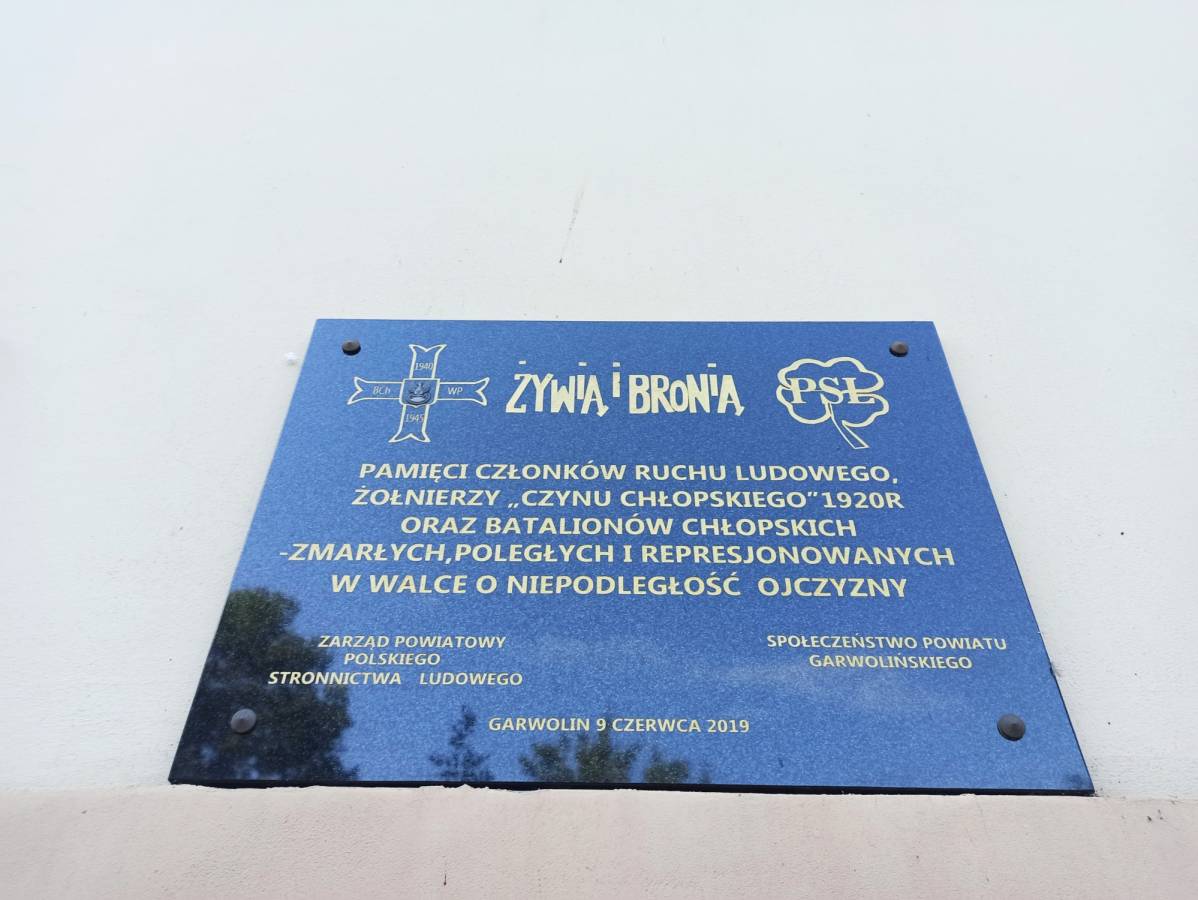 1940
BCh WP
1945
ŻYWIĄ i BRONIĄ
PSL
PAMIĘCI CZŁONKÓW RUCHU LUDOWEGO,
ŻOŁNIERZY „CZYNU CHŁOPSKIEGO" 1920R
ORAZ BATALIONÓW CHŁOPSKICH
-ZMARŁYCH, POLEGŁYCH I REPRESJONOWANYCH
W WALCE O NIEPODLEGŁOŚĆ OJCZYZNY
ZARZĄD POWIATOWY
POLSKIEGO
STRONNICTWA LUDOWEGO
SPOŁECZEŃSTWO POWIATU
GARWOLIŃSKIEGO
GARWOLIN 9 CZERWCA 2019